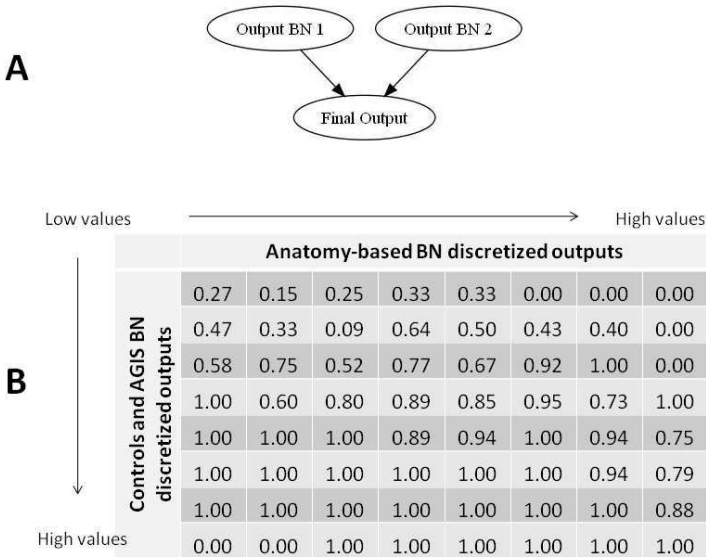 A
Output BN 1
Output BN 2
Final Output
B
Low values
High values
Anatomy-based BN discretized outputs
Controls and AGIS BN
discretized outputs
0.27 0.15 0.25 0.33 0.33 0.00 0.00 0.00
0.47 0.33 0.09 0.64 0.50 0.43 0.40 0.00
0.58 0.75 0.52 0.77 0.67 0.92 1.00 0.00
1.00 0.60 0.80 0.89 0.85 0.95 0.73 1.00
1.00 1.00 1.00 0.89 0.94 1.00 0.94 0.75
1.00 1.00 1.00 1.00 1.00 1.00 0.94 0.79
1.00 1.00 1.00 1.00 1.00 1.00 1.00 0.88
0.00 0.00 1.00 1.00 1.00 1.00 1.00 1.00
High values